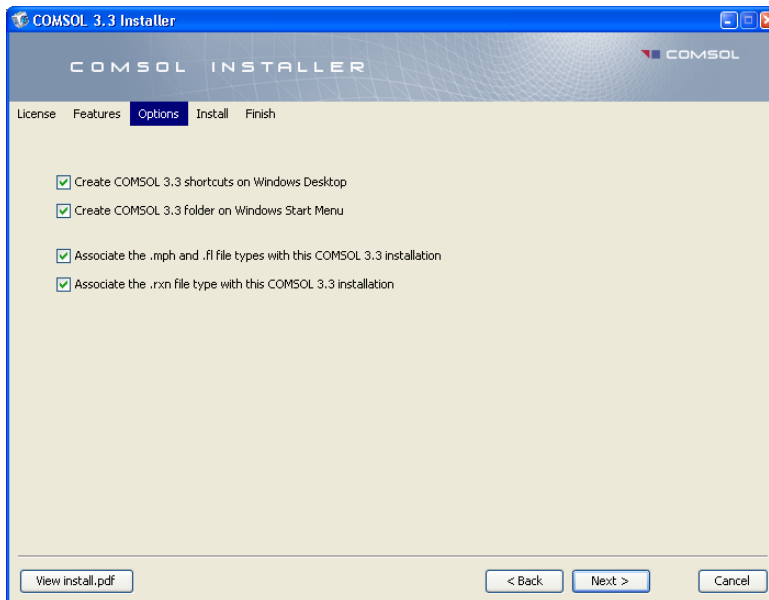 COMSOL 3.3 Installer
COMSOL INSTALLER
COMSOL
License Features Options Install Finish
Create COMSOL 3.3 shortcuts on Windows Desktop
Create COMSOL 3.3 folder on Windows Start Menu
Associate the .mph and .fl file types with this COMSOL 3.3 installation
Associate the .rxn file type with this COMSOL 3.3 installation
View install.pdf < Back Next > Cancel